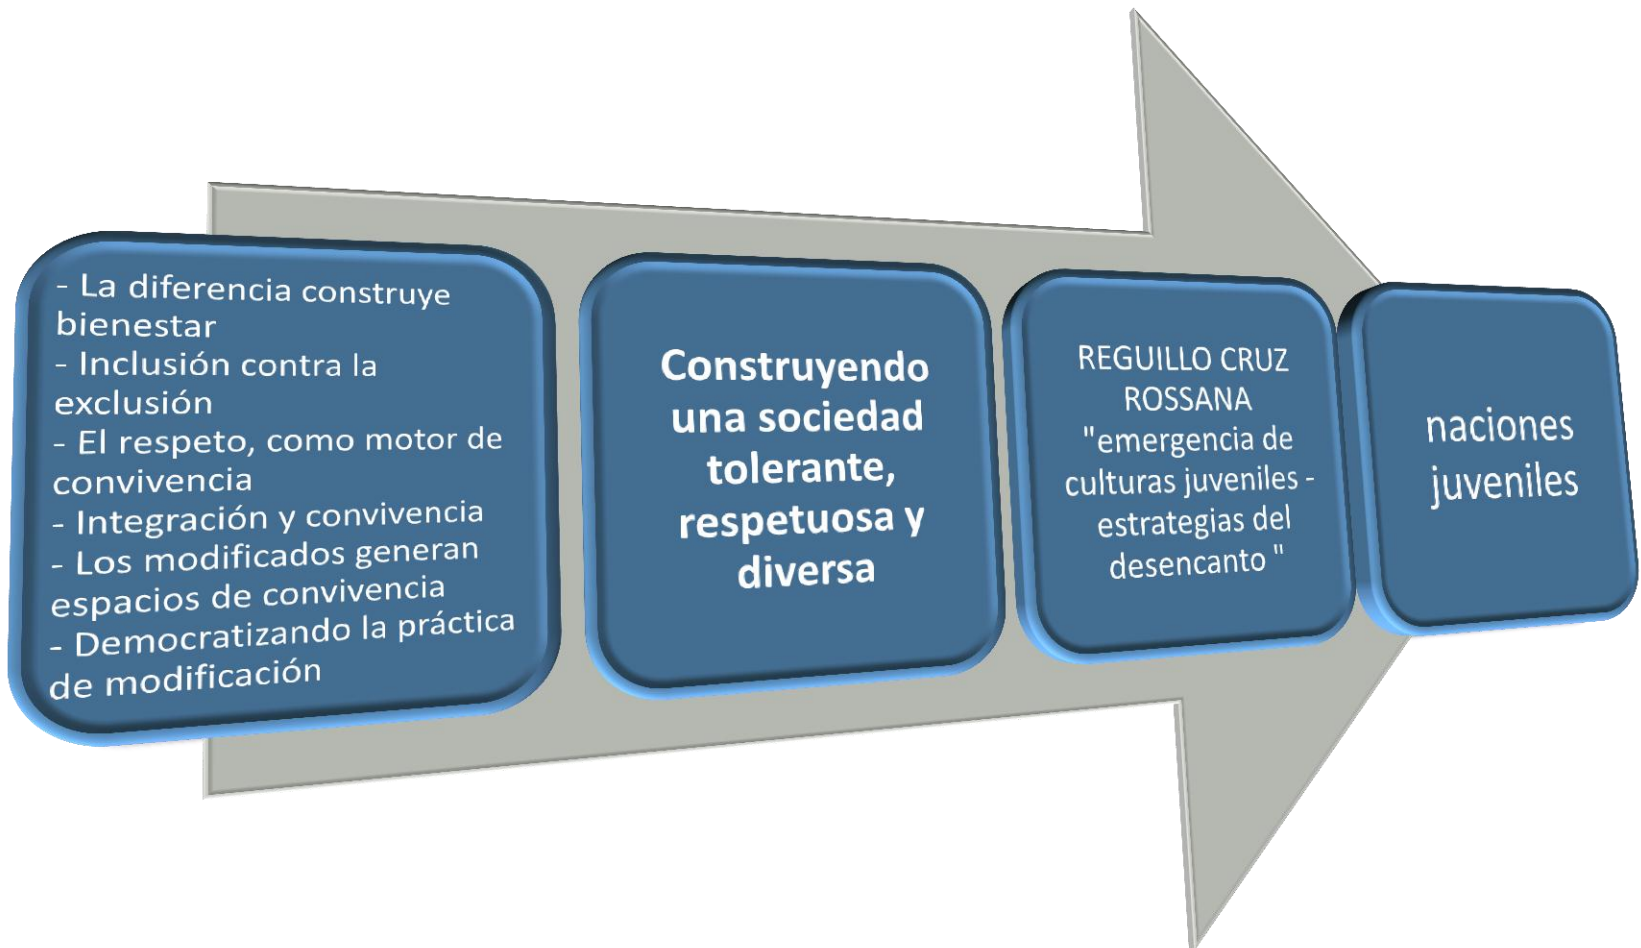 - La diferencia construye
bienestar
- Inclusión contra la
exclusión
- El respeto, como motor de
convivencia
- Integración y convivencia
- Los modificados generan
espacios de convivencia
- Democratizando la práctica
de modificación
Construyendo
una sociedad
tolerante,
respetuosa y
diversa
REGUILLO CRUZ
ROSSANA
"emergencia de
culturas juveniles -
estrategias del
desencanto "
naciones
juveniles